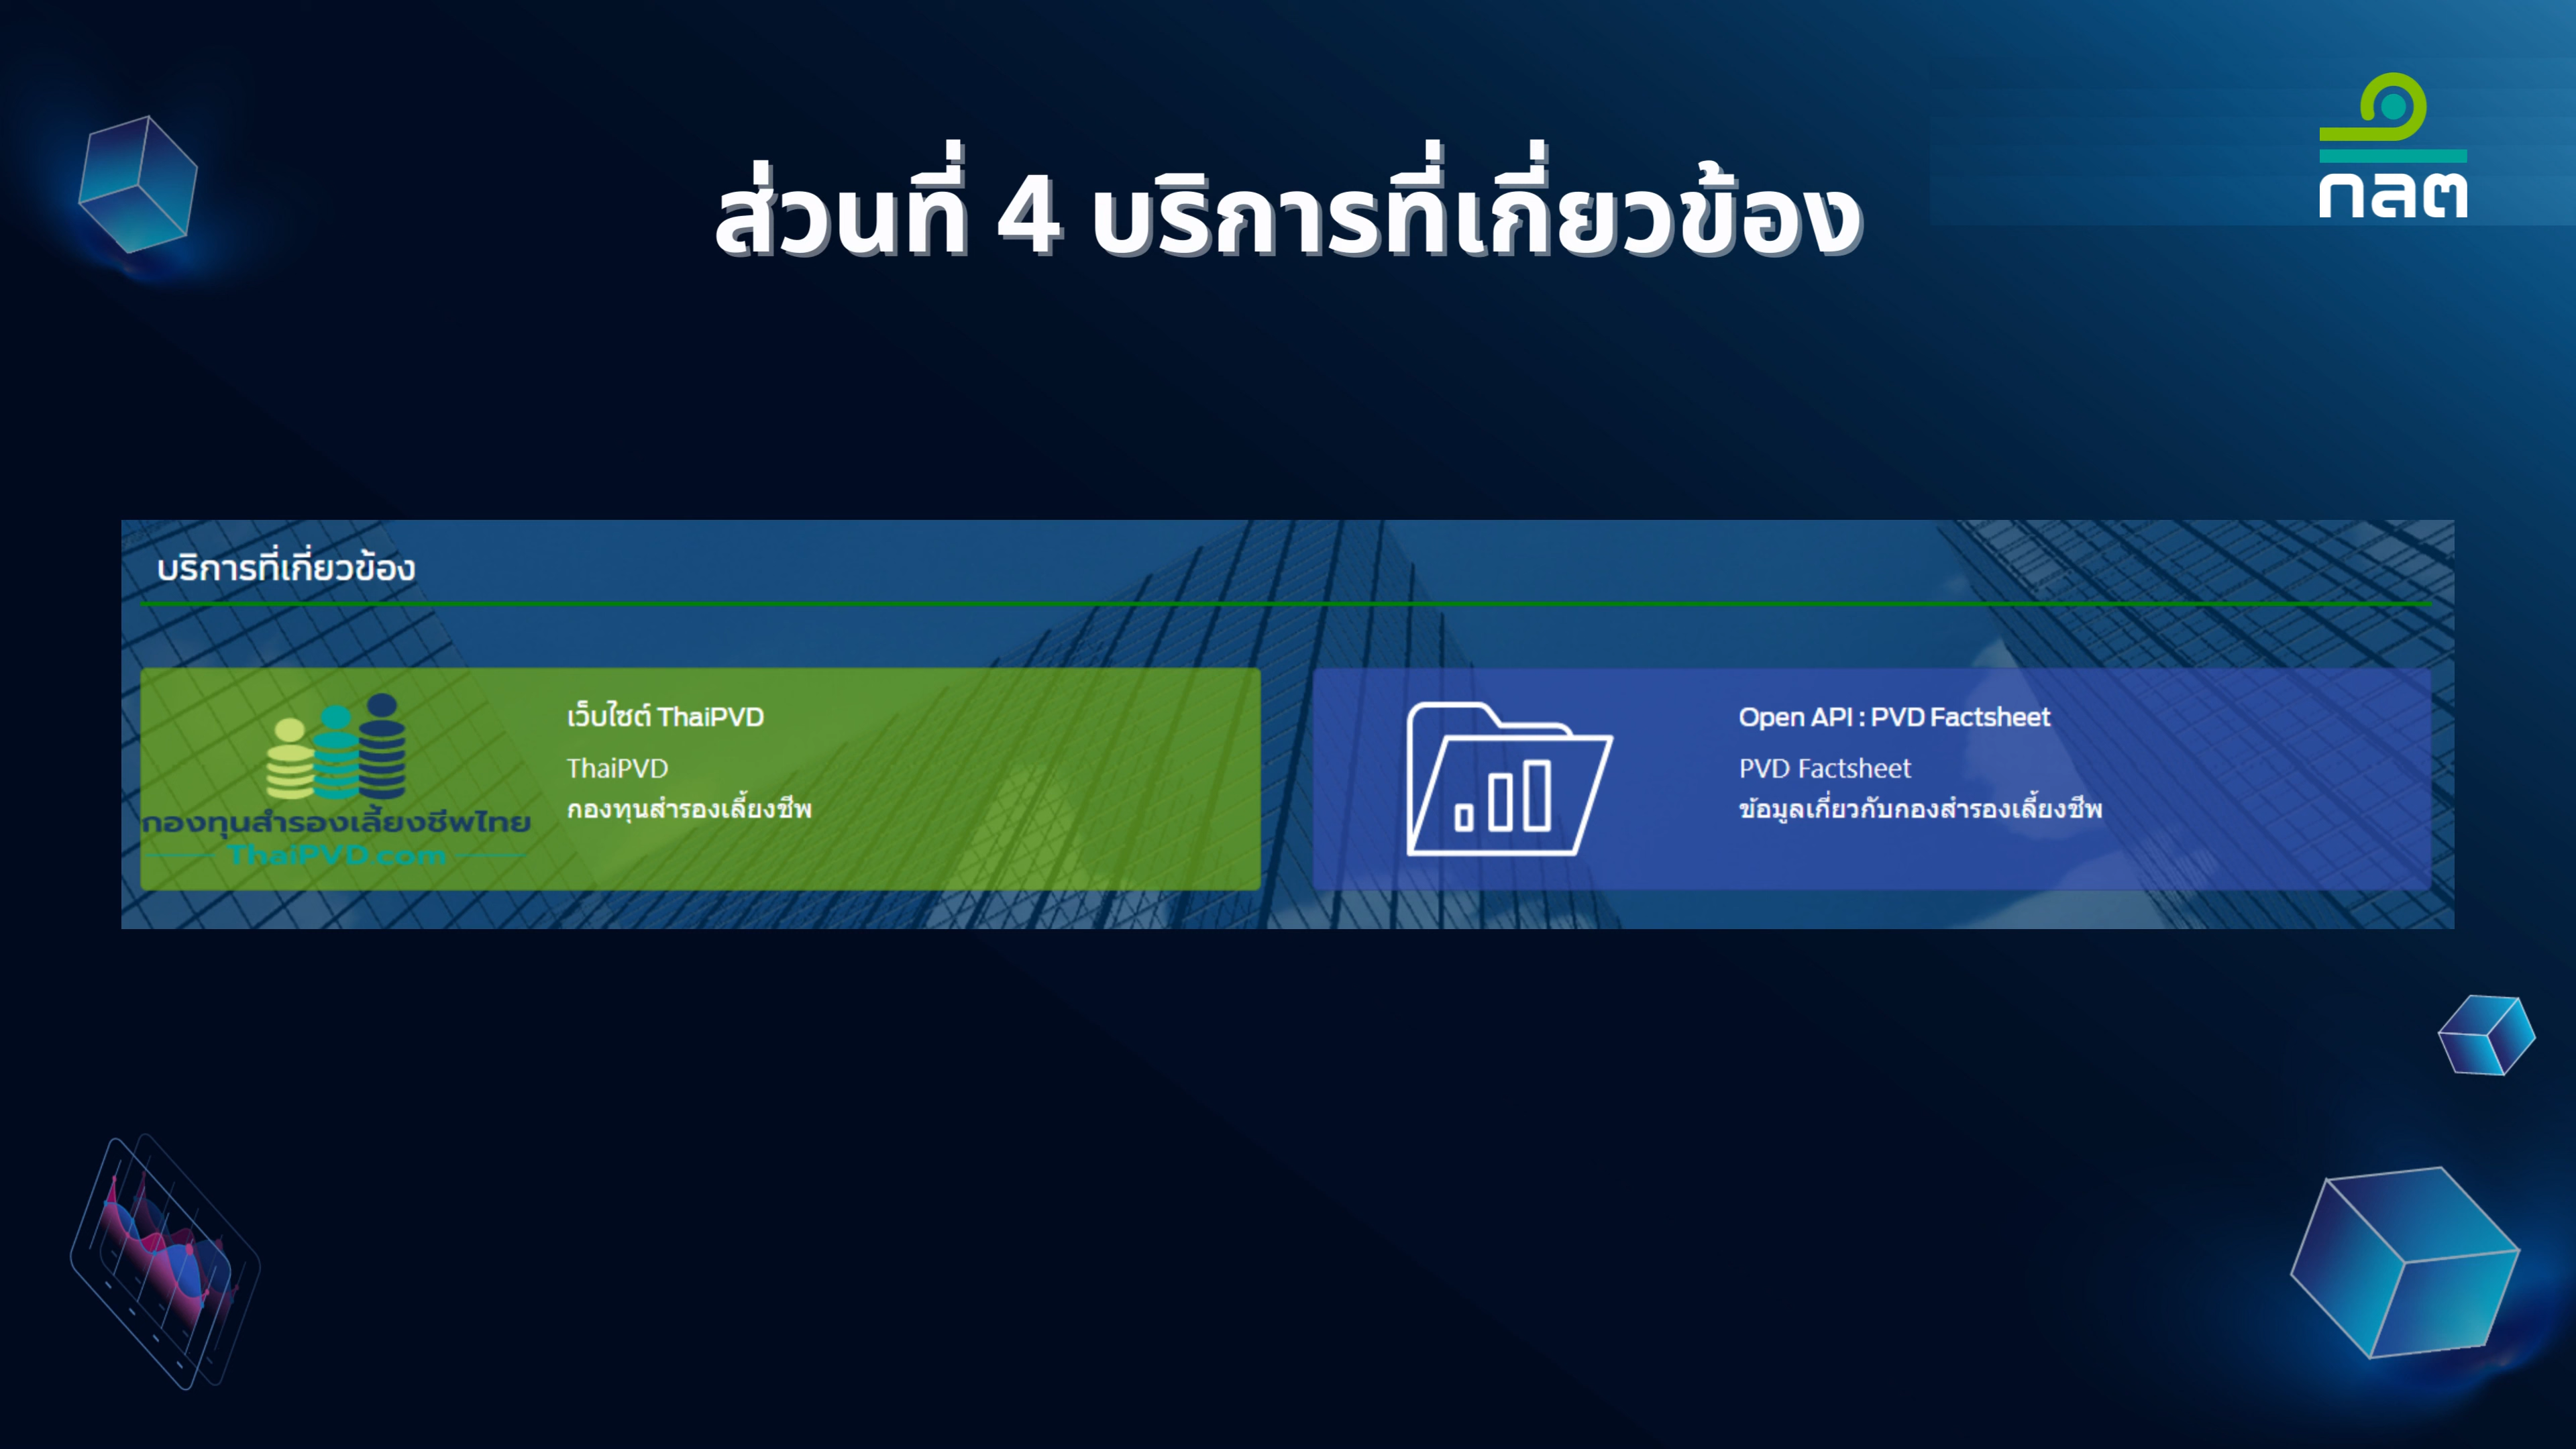 กลต
ส่วนที่ 4 บริการที่เกี่ยวข้อง
บริการที่เกี่ยวข้อง
กองทุนสำรองเลี้ยงชีพไทย
ThaiPVD.com
เว็บไซต์ ThaiPVD
ThaiPVD
กองทุนสำรองเลี้ยงชีพ
Open API : PVD Factsheet
PVD Factsheet
ข้อมูลเกี่ยวกับกองสำรองเลี้ยงชีพ